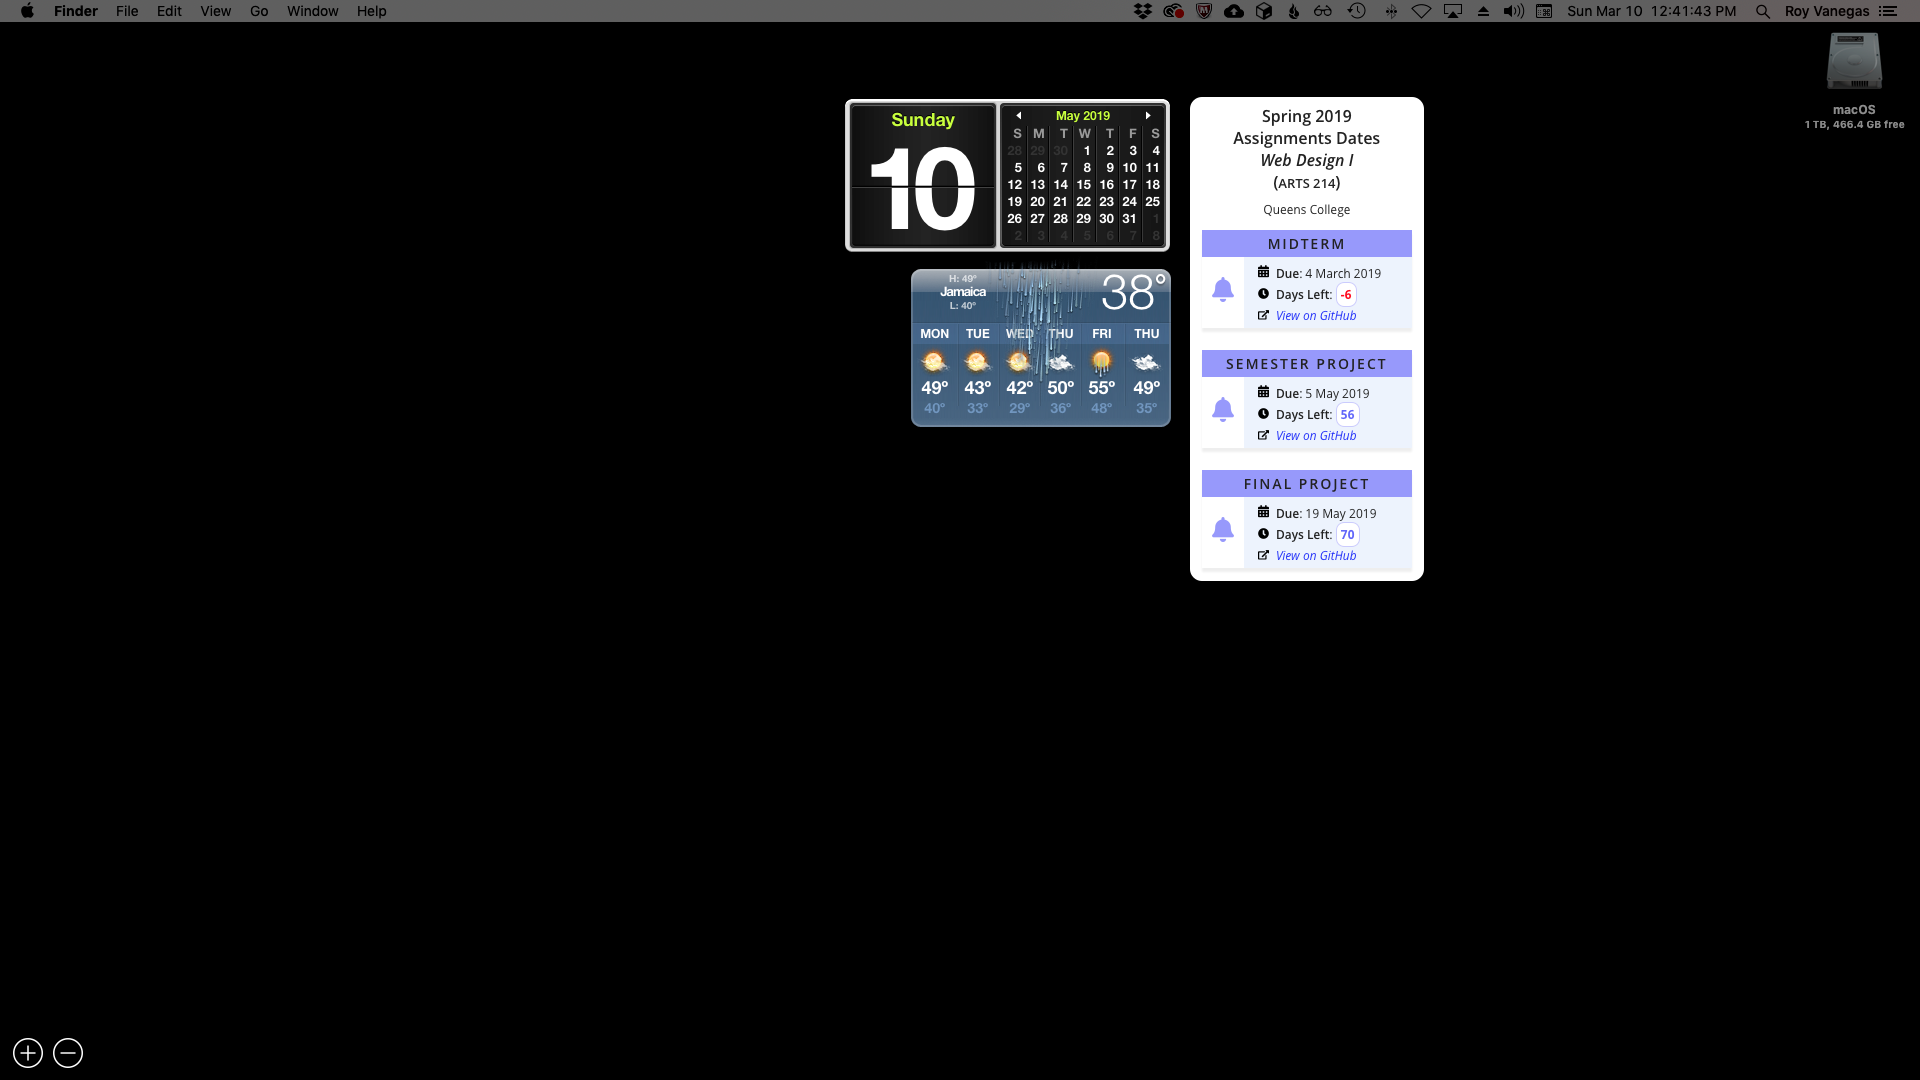 Finder File Edit View Go Window Help
Sun Mar 10 12:41:43 PM Roy Vanegas
macOS
1 TB, 466.4 GB free
Sunday
10
May 2019
S M T W T F S
28 29 30 1 2 3 4
5 6 7 8 9 10 11
12 13 14 15 16 17 18
19 20 21 22 23 24 25
26 27 28 29 30 31 1
2 3 4 5 6 7 8
H: 49°
Jamaica
L: 40°
38°
MON TUE WED THU FRI THU
49° 43° 42° 50° 55° 49°
40° 33° 29° 36° 48° 35°
Spring 2019
Assignments Dates
Web Design I
(ARTS 214)
Queens College
MIDTERM
Due: 4 March 2019
Days Left: -6
View on GitHub
SEMESTER PROJECT
Due: 5 May 2019
Days Left: 56
View on GitHub
FINAL PROJECT
Due: 19 May 2019
Days Left: 70
View on GitHub